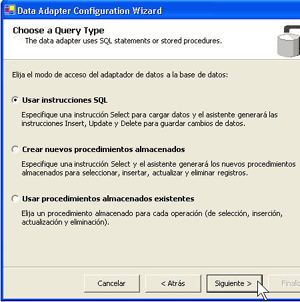 Data Adapter Configuration Wizard
Choose a Query Type
The data adapter uses SQL statements or stored procedures.
Elija el modo de acceso del adaptador de datos a la base de datos:
Usar instrucciones SQL
Especifique una instrucción Select para cargar datos y el asistente generará las
instrucciones Insert, Update y Delete para guardar cambios de datos.
Crear nuevos procedimientos almacenados
Especifique una instrucción Select y el asistente generará los nuevos procedimientos
almacenados para seleccionar, insertar, actualizar y eliminar registros.
Usar procedimientos almacenados existentes
Elija un procedimiento almacenado para cada operación (de selección, inserción,
actualización y eliminación).
Cancelar
< Atrás
Siguiente >